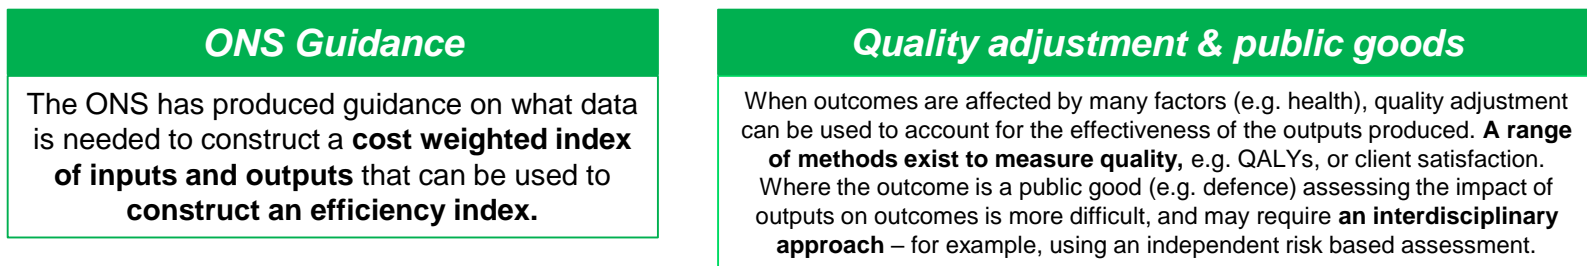 ONS Guidance
The ONS has produced guidance on what data
is needed to construct a cost weighted index
of inputs and outputs that can be used to
construct an efficiency index.
Quality adjustment & public goods
When outcomes are affected by many factors (e.g. health), quality adjustment
can be used to account for the effectiveness of the outputs produced. A range
of methods exist to measure quality, e.g. QALYs, or client satisfaction.
Where the outcome is a public good (e.g. defence) assessing the impact of
outputs on outcomes is more difficult, and may require an interdisciplinary
approach – for example, using an independent risk based assessment.